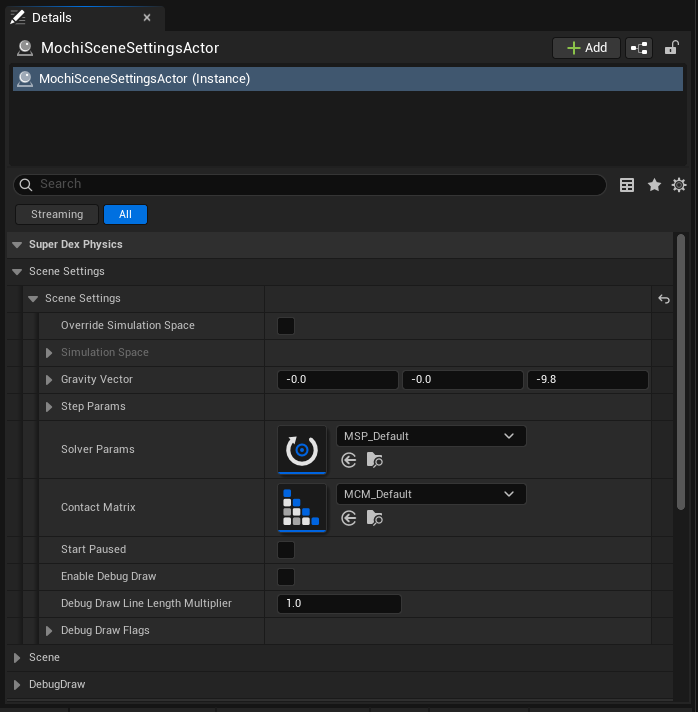 Details
MochiSceneSettingsActor
Add
MochiSceneSettingsActor (Instance)
Search
Streaming
All
Super Dex Physics
Scene Settings
Scene Settings
Override Simulation Space
Simulation Space
Gravity Vector -0.0 -0.0 -9.8
Step Params
Solver Params MSP_Default
Contact Matrix MCM_Default
Start Paused
Enable Debug Draw
Debug Draw Line Length Multiplier 1.0
Debug Draw Flags
Scene
DebugDraw